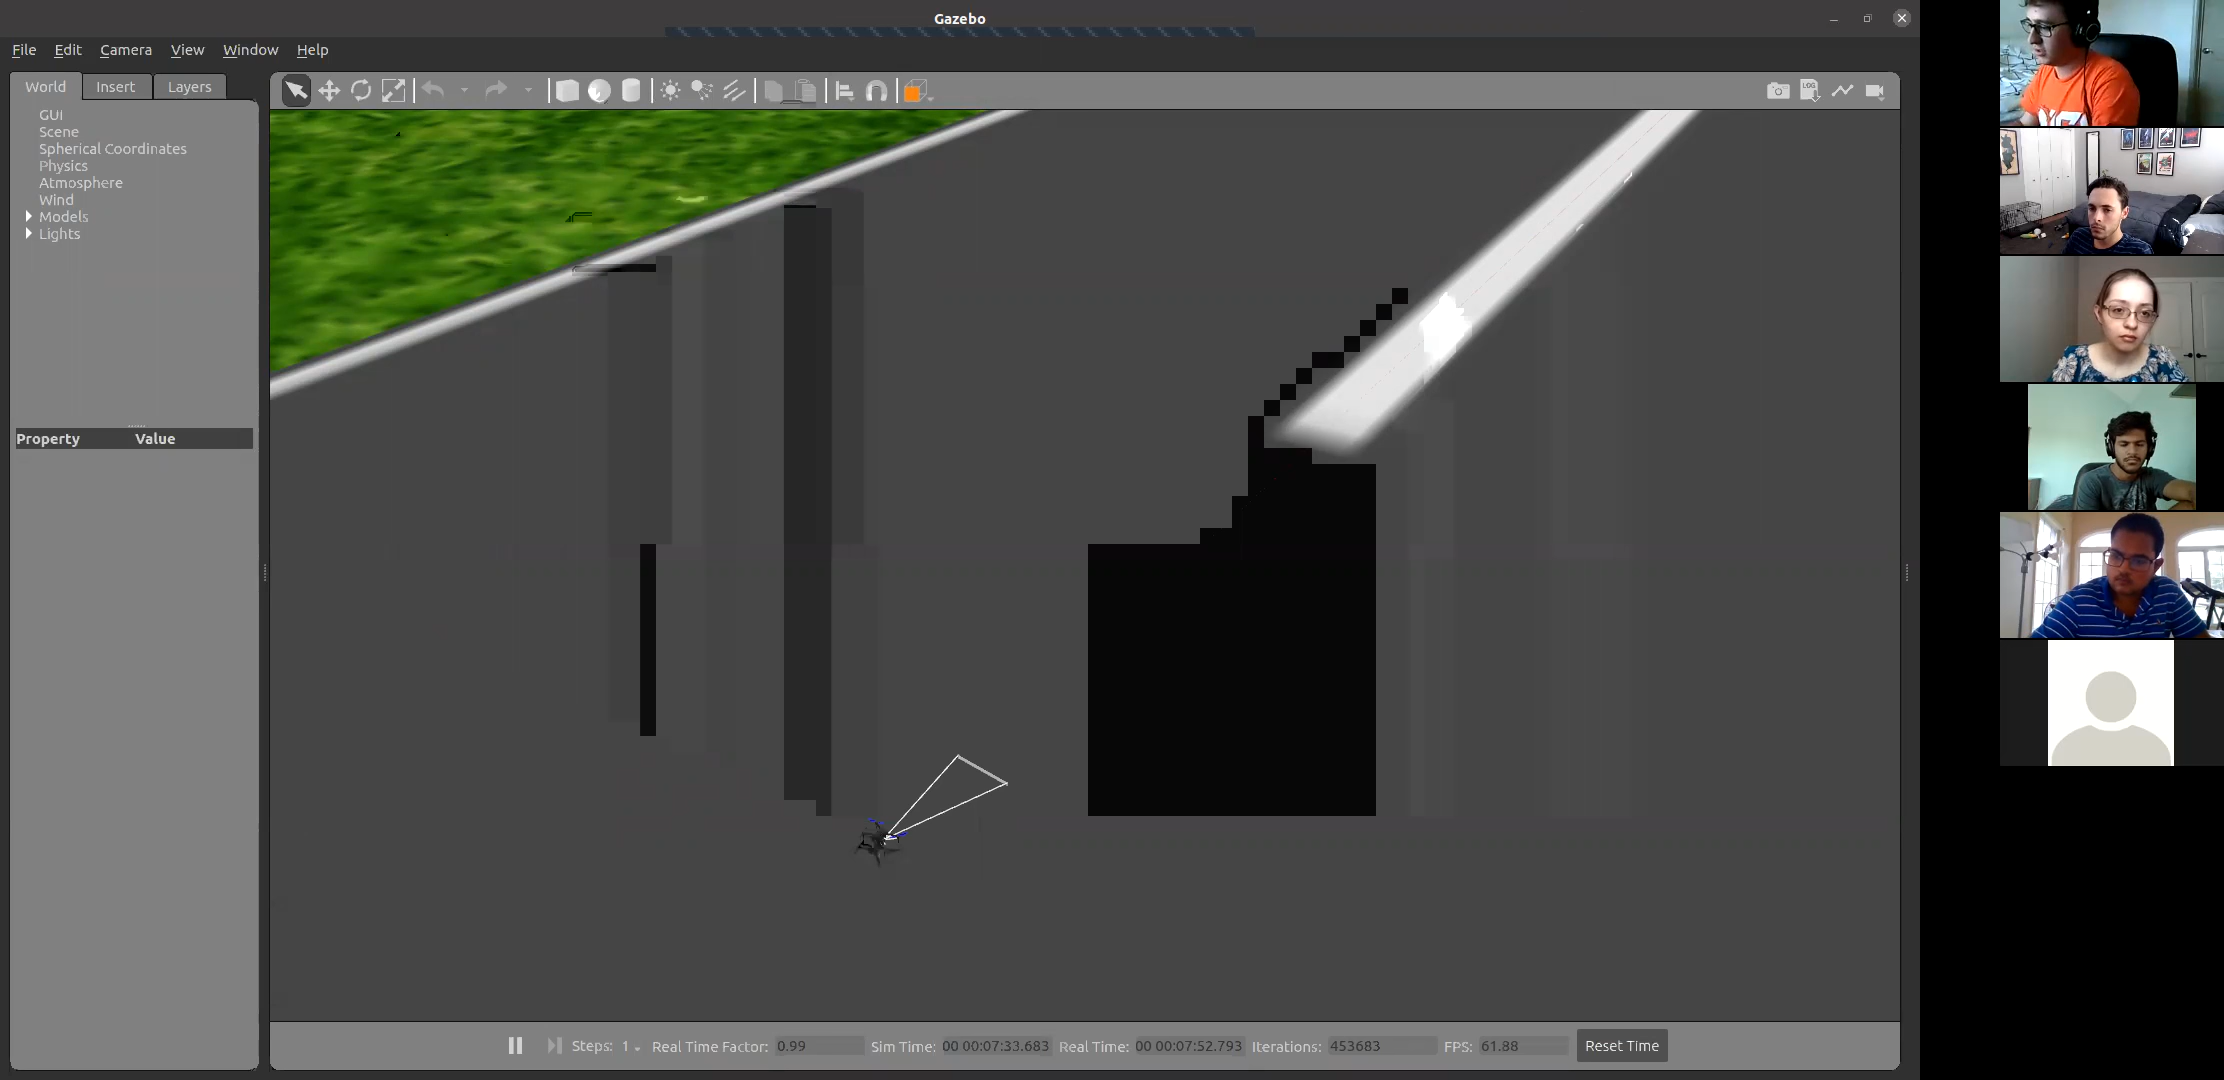 Gazebo
File Edit Camera View Window Help
World Insert Layers
GUI
Scene
Spherical Coordinates
Physics
Atmosphere
Wind
Models
Lights
Property Value
LOG
Steps: 1 Real Time Factor: 0.99 Sim Time: 00 00:07:33.683 Real Time: 00 00:07:52.793 Iterations: 453683 FPS: 61.88 Reset Time